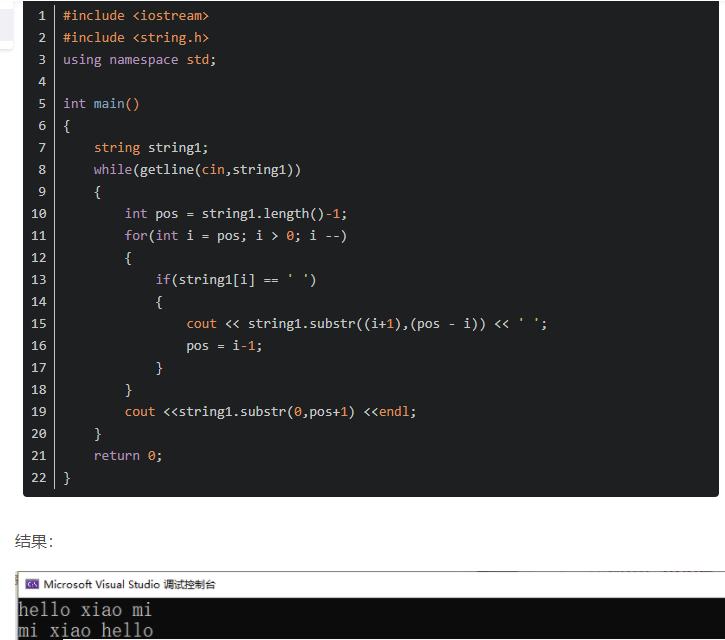 1 #include <iostream>
2 #include <string.h>
3 using namespace std;
4
5 int main()
6 {
7     string string1;
8     while(getline(cin,string1))
9     {
10         int pos = string1.length()-1;
11         for(int i = pos; i > 0; i --)
12         {
13             if(string1[i] == ' ')
14             {
15                 cout << string1.substr((i+1),(pos - i)) << ' ';
16                 pos = i-1;
17             }
18         }
19         cout <<string1.substr(0,pos+1) <<endl;
20     }
21     return 0;
22 }
结果：
Microsoft Visual Studio 调试控制台
hello xiao mi
mi xiao hello